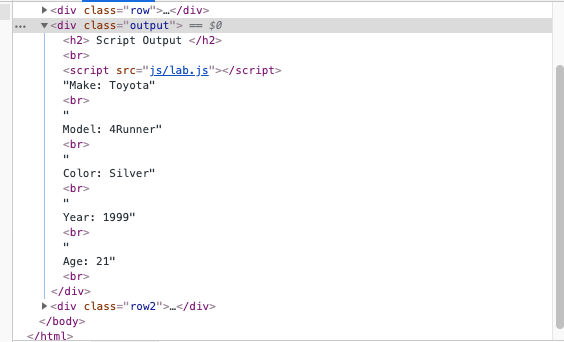 ▶<div class="row">…</div>
… ▼<div class="output"> == $0
<h2> Script Output </h2>
<br>
<script src="js/lab.js"></script>
"Make: Toyota"
<br>
"
Model: 4Runner"
<br>
"
Color: Silver"
<br>
"
Year: 1999"
<br>
"
Age: 21"
<br>
</div>
▶<div class="row2">…</div>
</body>
</html>